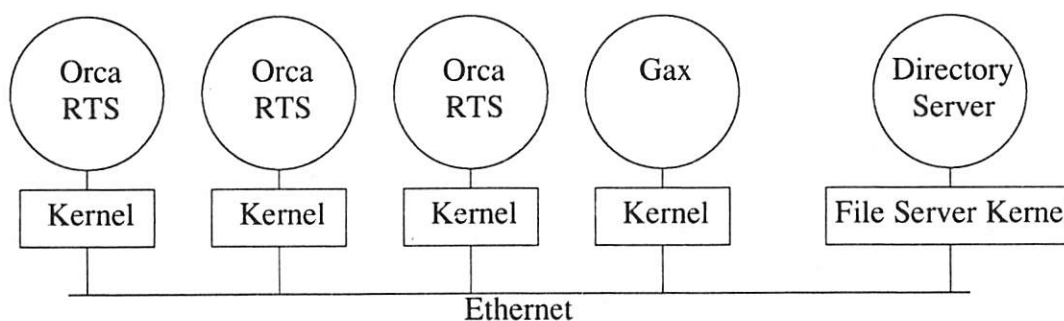 Orca
RTS
Orca
RTS
Orca
RTS
Gax
Directory
Server
Kernel
Kernel
Kernel
Kernel
File Server Kerne
Ethernet